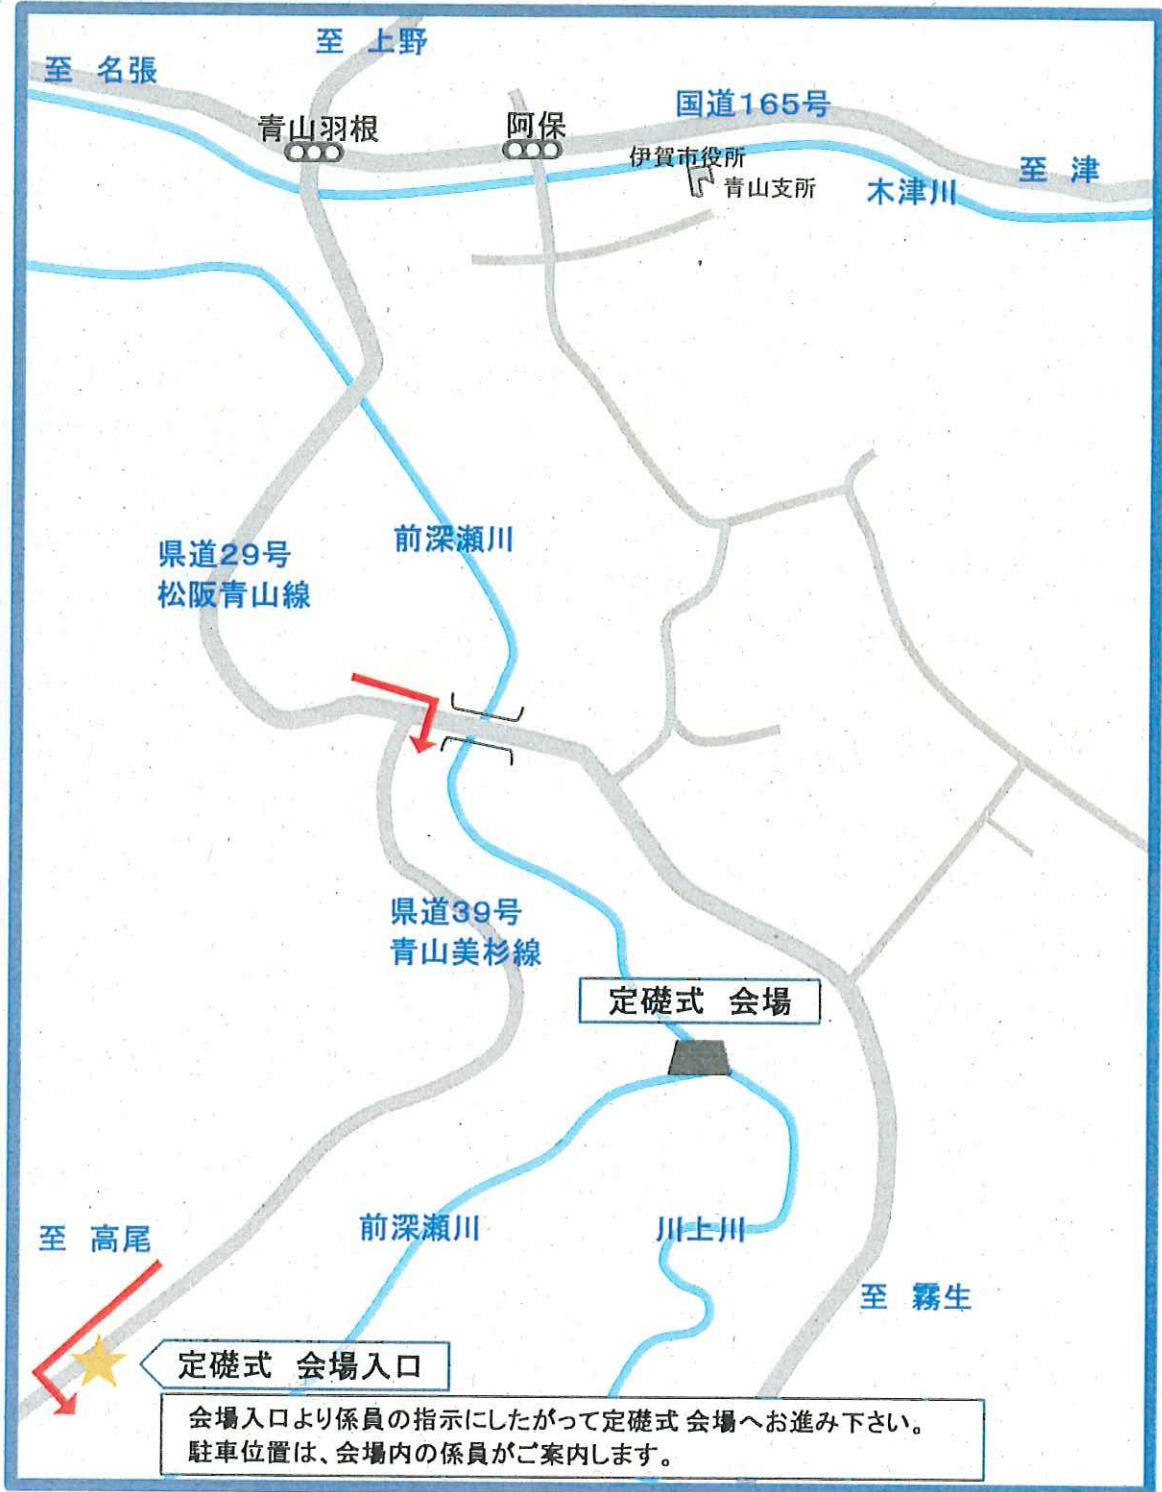 至 上野
至 名張
国道165号
青山羽根
阿保
伊賀市役所
青山支所
至 津
木津川
前深瀬川
県道29号
松阪青山線
県道39号
青山美杉線
定礎式 会場
前深瀬川
川上川
至 高尾
至 霧生
定礎式 会場入口
会場入口より係員の指示にしたがって定礎式 会場へお進み下さい。
駐車位置は、会場内の係員がご案内します。